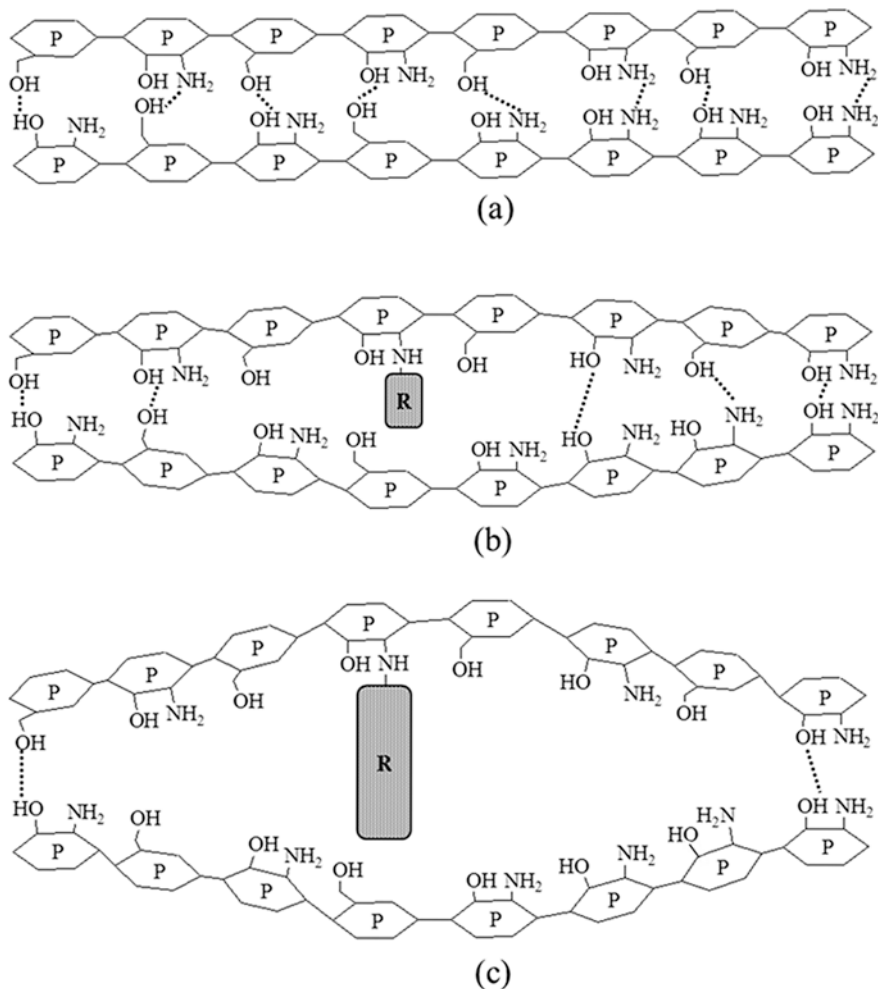 P P P P P P P P
OH OH NH₂ OH OH NH₂ OH OH NH₂ OH OH NH₂
HO NH₂ OH OH NH₂ OH OH NH₂ OH NH₂ OH NH₂ OH NH₂
P P P P P P P P
(a)
P P P P P P P P
OH OH NH₂ OH OH NH OH HO NH₂ OH OH NH₂
R
HO NH₂ OH OH NH₂ OH OH NH₂ HO NH₂ HO NH₂ OH NH₂
P P P P P P P P
(b)
P P P P P P P P
OH OH NH₂ OH OH NH OH HO NH₂ OH OH NH₂
R
HO NH₂ OH OH NH₂ OH OH NH₂ HO NH₂ HO H₂N OH NH₂
P P P P P P P P
(c)